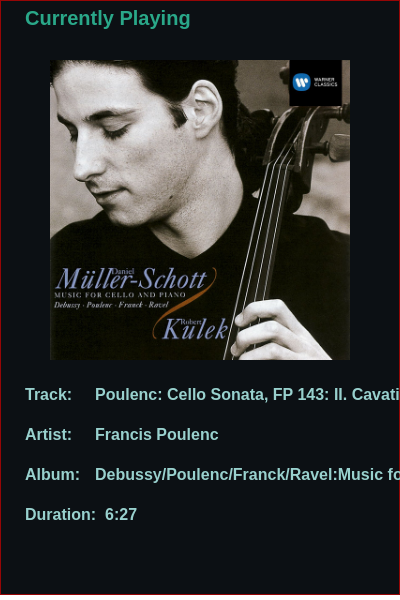 Currently Playing
WARNER
CLASSICS
Daniel
Müller-Schott
MUSIC FOR CELLO AND PIANO
Debussy · Poulenc · Franck · Ravel
Robert
Kulek
Track: Poulenc: Cello Sonata, FP 143: II. Cavati
Artist: Francis Poulenc
Album: Debussy/Poulenc/Franck/Ravel:Music fo
Duration: 6:27